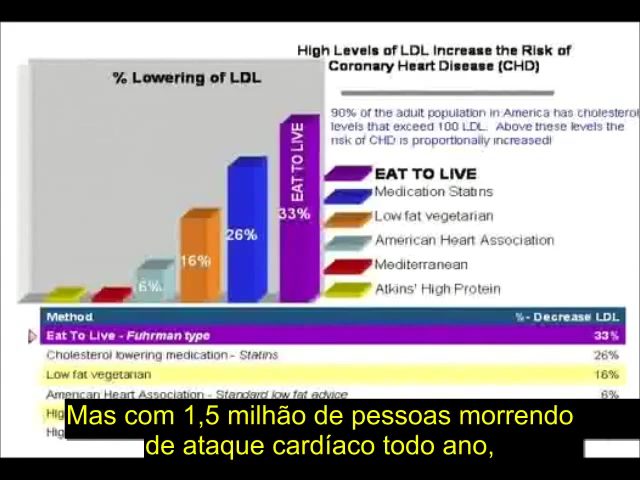 High Levels of LDL Increase the Risk of
Coronary Heart Disease (CHD)
% Lowering of LDL
90% of the adult population in America has cholesterol
levels that exceed 100 LDL. Above these levels the
risk of CHD is proportionally increased!
EAT TO LIVE
33%
26%
16%
6%
EAT TO LIVE
Medication Statins
Low fat vegetarian
American Heart Association
Mediterranean
Atkins' High Protein
Method %- Decrease LDL
Eat To Live - Fuhrman type 33%
Cholesterol lowering medication - Statins 26%
Low fat vegetarian 16%
American Heart Association - Standard low fat advice 6%
Mas com 1,5 milhão de pessoas morrendo
de ataque cardíaco todo ano,